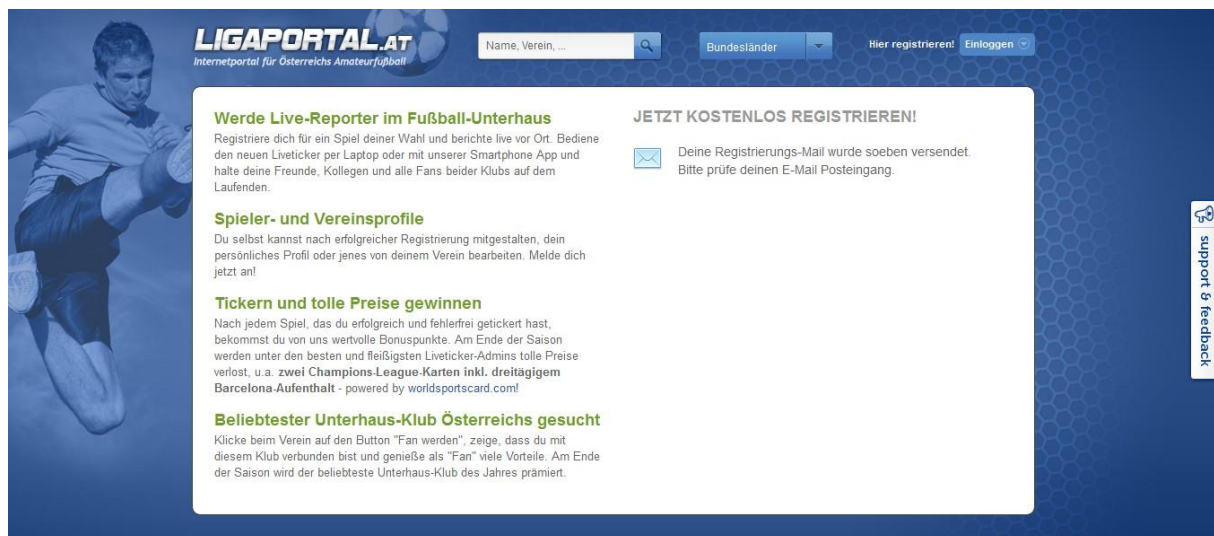 LIGAPORTAL.AT
Internetportal für Österreichs Amateurfußball
Name, Verein, ...
Bundesländer
Hier registrieren!
Einloggen
Werde Live-Reporter im Fußball-Unterhaus
Registriere dich für ein Spiel deiner Wahl und berichte live vor Ort. Bediene
den neuen Liveticker per Laptop oder mit unserer Smartphone App und
halte deine Freunde, Kollegen und alle Fans beider Klubs auf dem
Laufenden.
Spieler- und Vereinsprofile
Du selbst kannst nach erfolgreicher Registrierung mitgestalten, dein
persönliches Profil oder jenes von deinem Verein bearbeiten. Melde dich
jetzt an!
Tickern und tolle Preise gewinnen
Nach jedem Spiel, das du erfolgreich und fehlerfrei getickert hast,
bekommst du von uns wertvolle Bonuspunkte. Am Ende der Saison
werden unter den besten und fleißigsten Liveticker-Admins tolle Preise
verlost, u.a. zwei Champions-League-Karten inkl. dreitägigem
Barcelona-Aufenthalt - powered by worldsportscard.com!
Beliebtester Unterhaus-Klub Österreichs gesucht
Klicke beim Verein auf den Button "Fan werden", zeige, dass du mit
diesem Klub verbunden bist und genieße als "Fan" viele Vorteile. Am Ende
der Saison wird der beliebteste Unterhaus-Klub des Jahres prämiert.
JETZT KOSTENLOS REGISTRIEREN!
Deine Registrierungs-Mail wurde soeben versendet.
Bitte prüfe deinen E-Mail Posteingang.
support & feedback